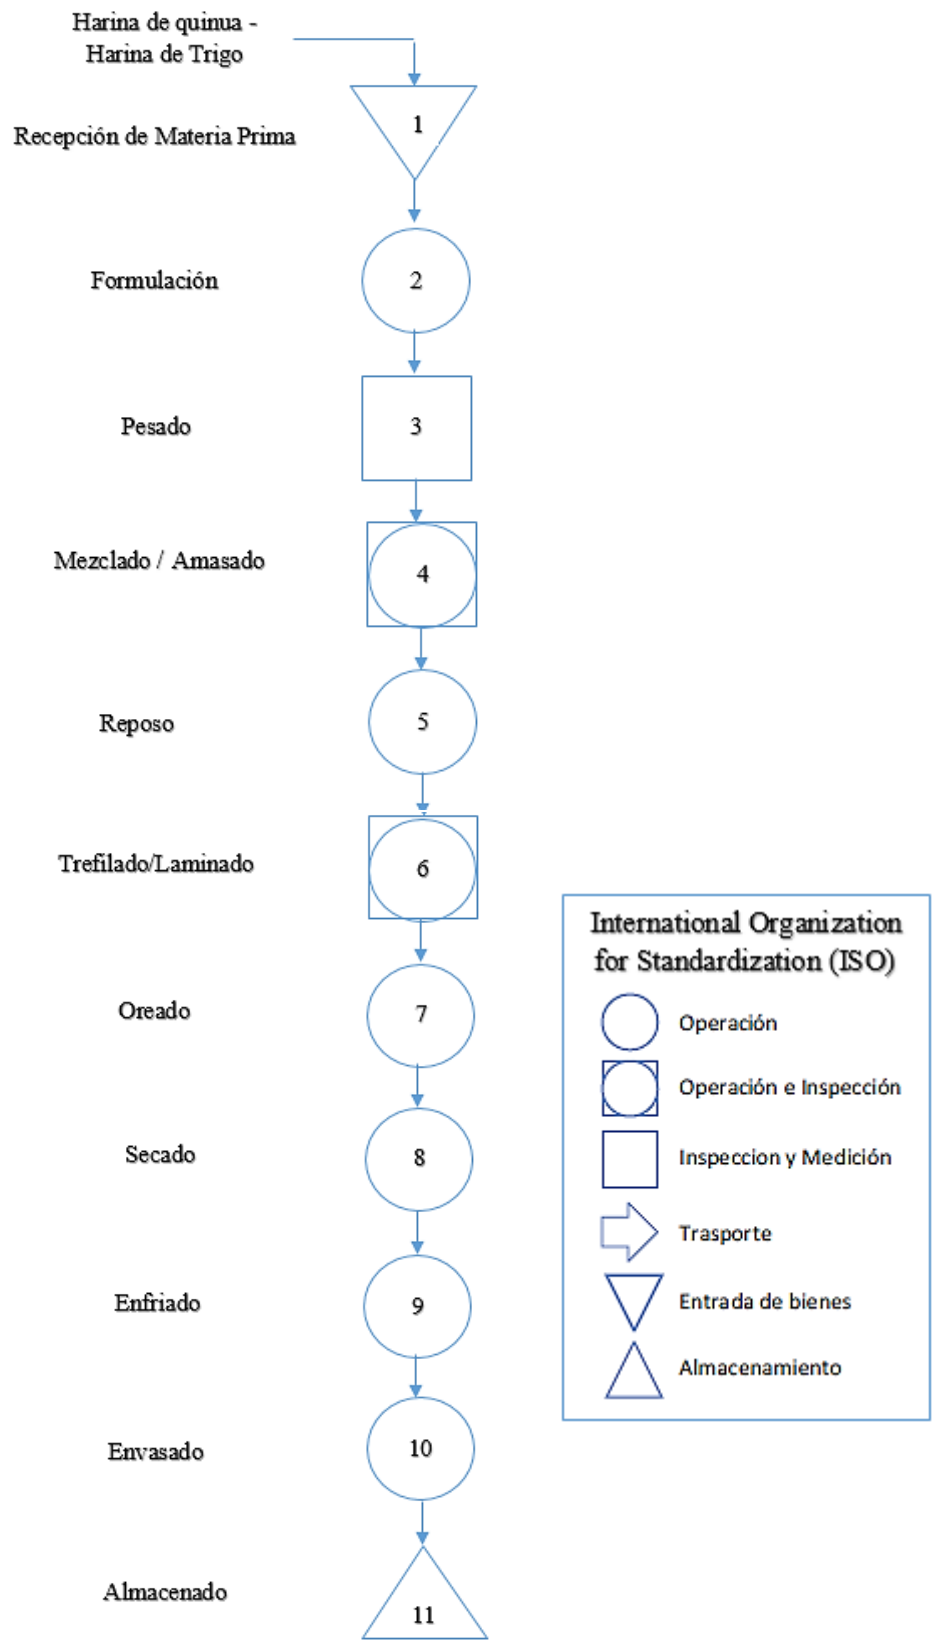 Harina de quinua -
Harina de Trigo
Recepción de Materia Prima
1
Formulación
2
Pesado
3
Mezclado / Amasado
4
Reposo
5
Trefilado/Laminado
6
Oreado
7
Secado
8
Enfriado
9
Envasado
10
Almacenado
11
International Organization
for Standardization (ISO)
Operación
Operación e Inspección
Inspeccion y Medición
Trasporte
Entrada de bienes
Almacenamiento